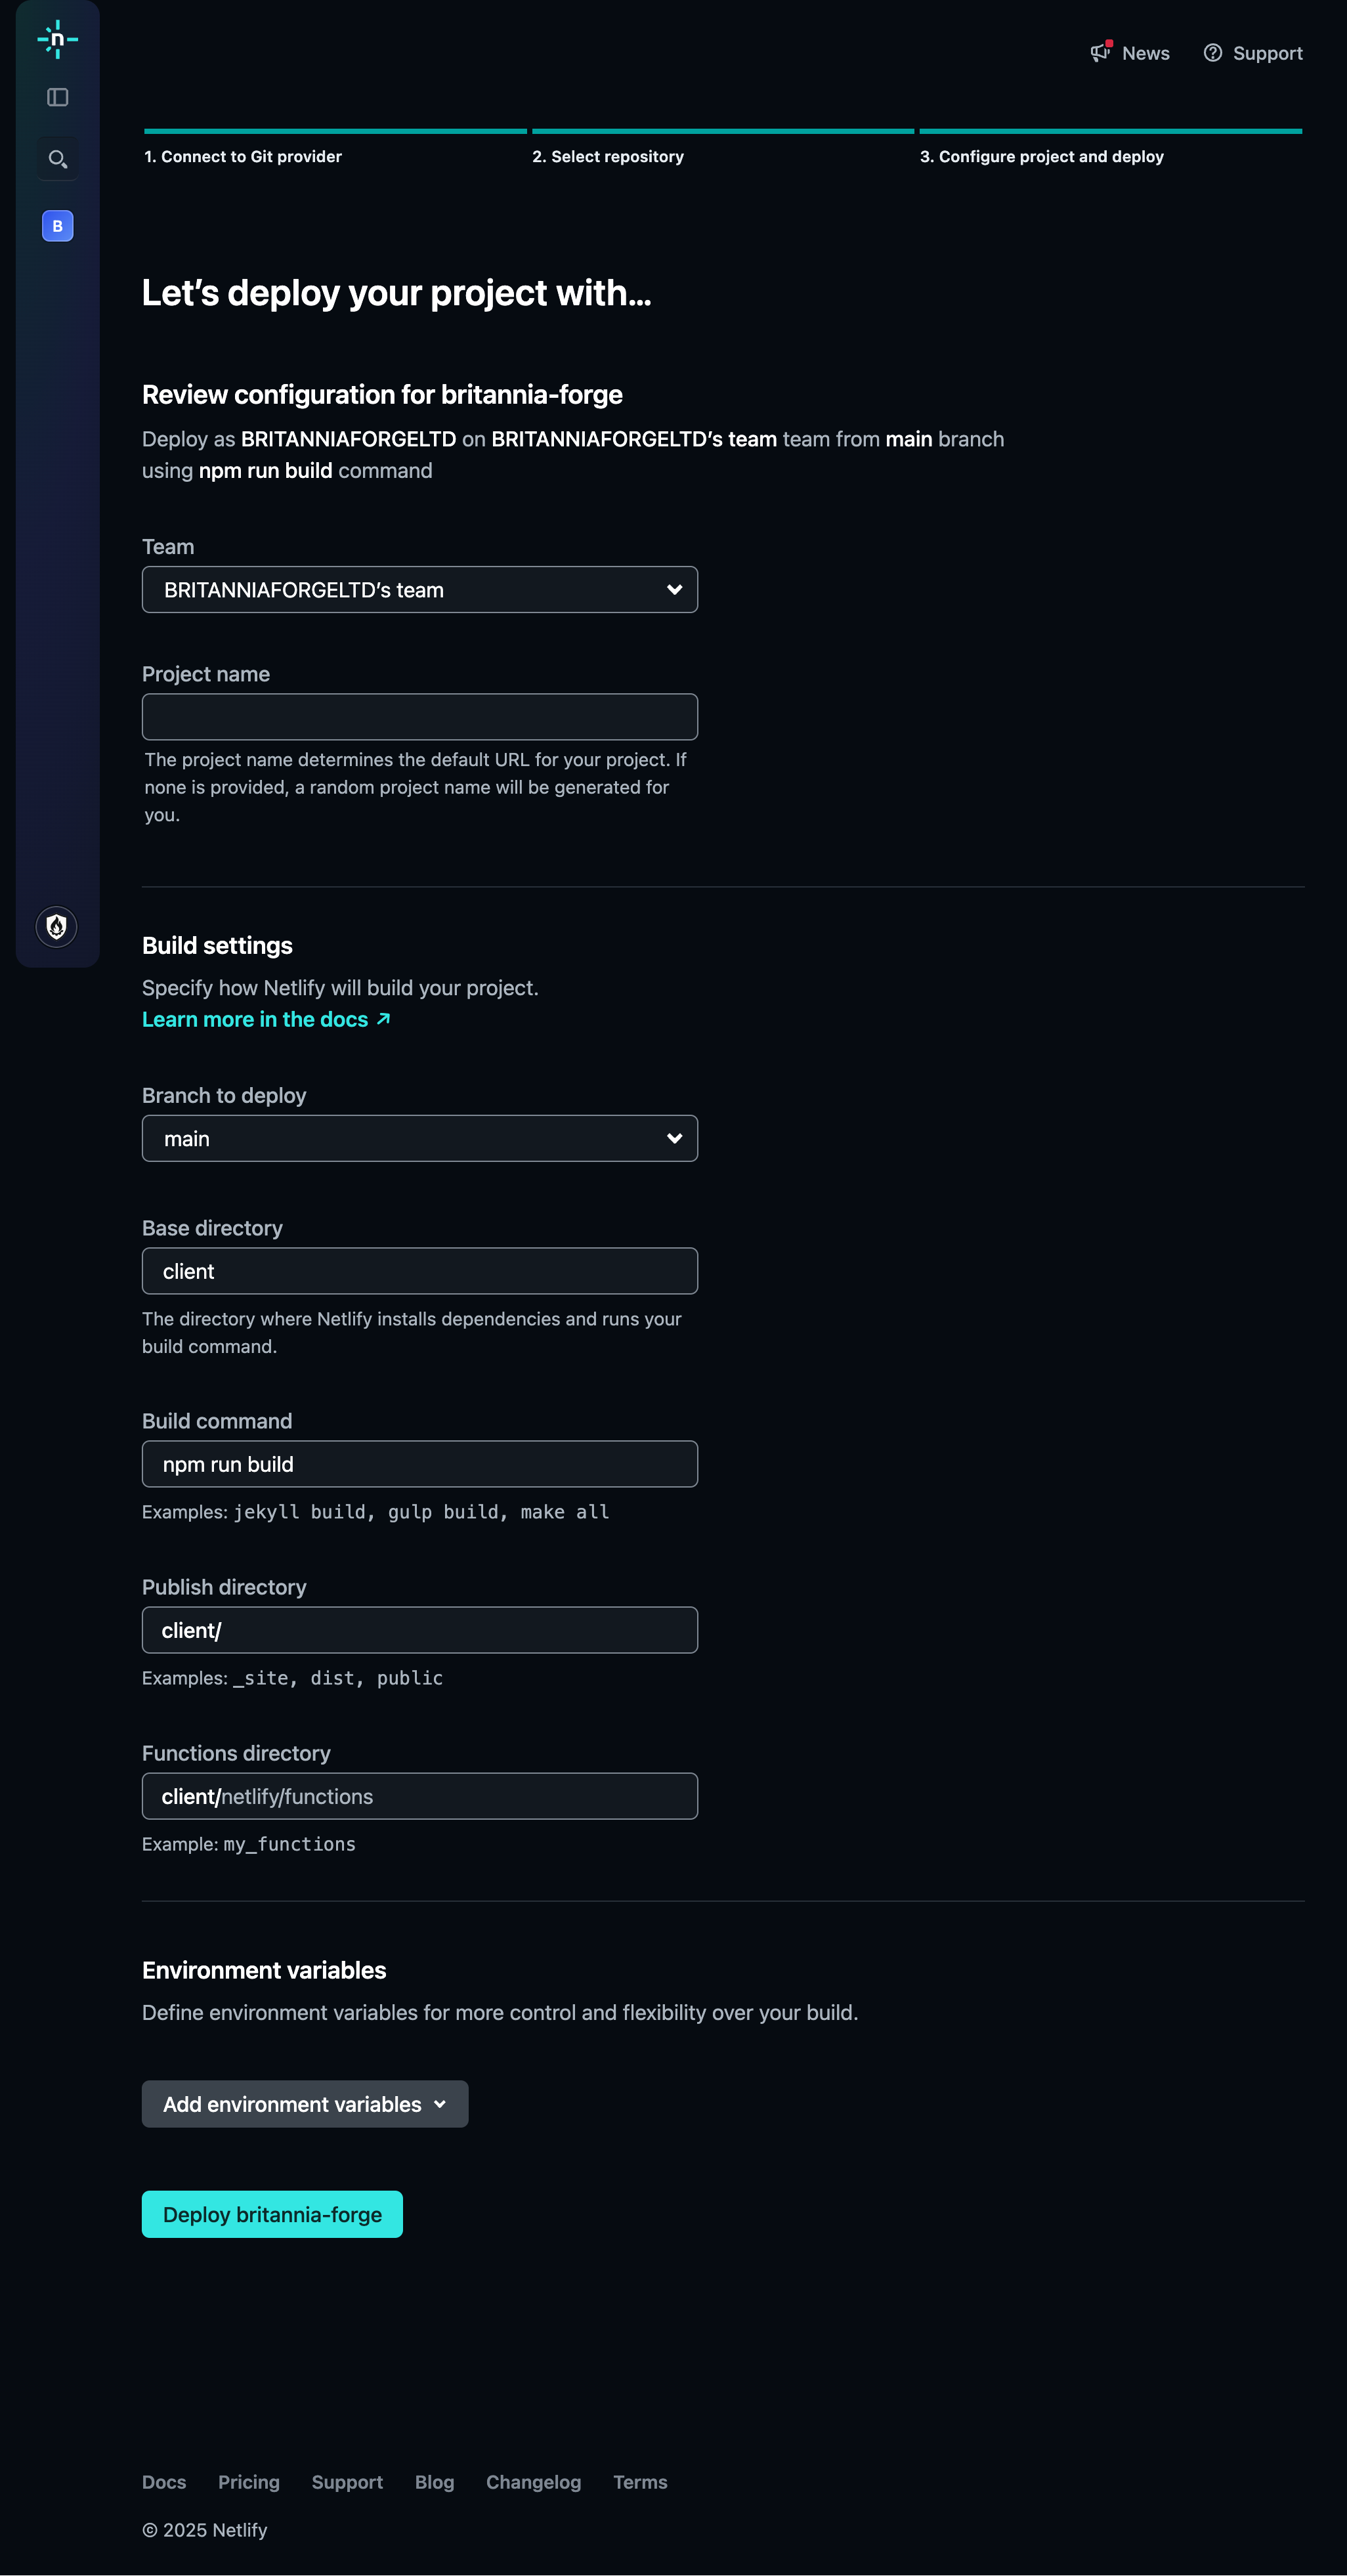 n
News
Support
1. Connect to Git provider
2. Select repository
3. Configure project and deploy
B
Let’s deploy your project with…
Review configuration for britannia-forge
Deploy as BRITANNIAFORGELTD on BRITANNIAFORGELTD’s team team from main branch
using npm run build command
Team
BRITANNIAFORGELTD’s team
Project name
The project name determines the default URL for your project. If
none is provided, a random project name will be generated for
you.
Build settings
Specify how Netlify will build your project.
Learn more in the docs
Branch to deploy
main
Base directory
client
The directory where Netlify installs dependencies and runs your
build command.
Build command
npm run build
Examples: jekyll build, gulp build, make all
Publish directory
client/
Examples: _site, dist, public
Functions directory
client/netlify/functions
Example: my_functions
Environment variables
Define environment variables for more control and flexibility over your build.
Add environment variables
Deploy britannia-forge
Docs Pricing Support Blog Changelog Terms
© 2025 Netlify